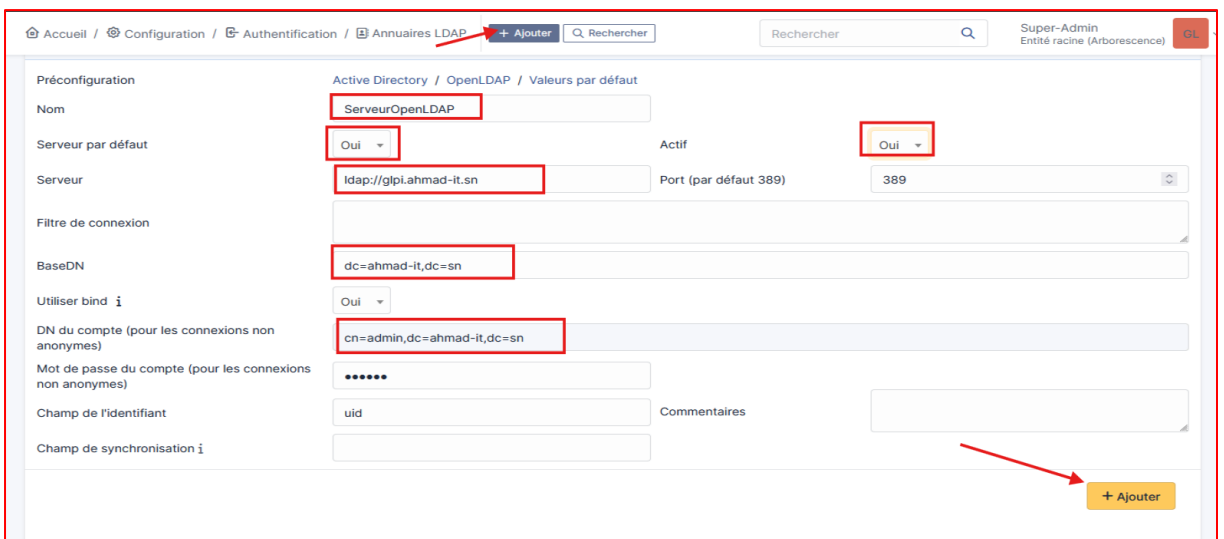 Accueil / Configuration / Authentification / Annuaires LDAP + Ajouter Rechercher Rechercher Super-Admin GL
Entité racine (Arborescence)
Préconfiguration Active Directory / OpenLDAP / Valeurs par défaut
Nom ServeurOpenLDAP
Serveur par défaut Oui Actif Oui
Serveur ldap://glpi.ahmad-it.sn Port (par défaut 389) 389
Filtre de connexion
BaseDN dc=ahmad-it,dc=sn
Utiliser bind i Oui
DN du compte (pour les connexions non
anonymes) cn=admin,dc=ahmad-it,dc=sn
Mot de passe du compte (pour les connexions
non anonymes) ••••••
Champ de l'identifiant uid Commentaires
Champ de synchronisation i
+ Ajouter